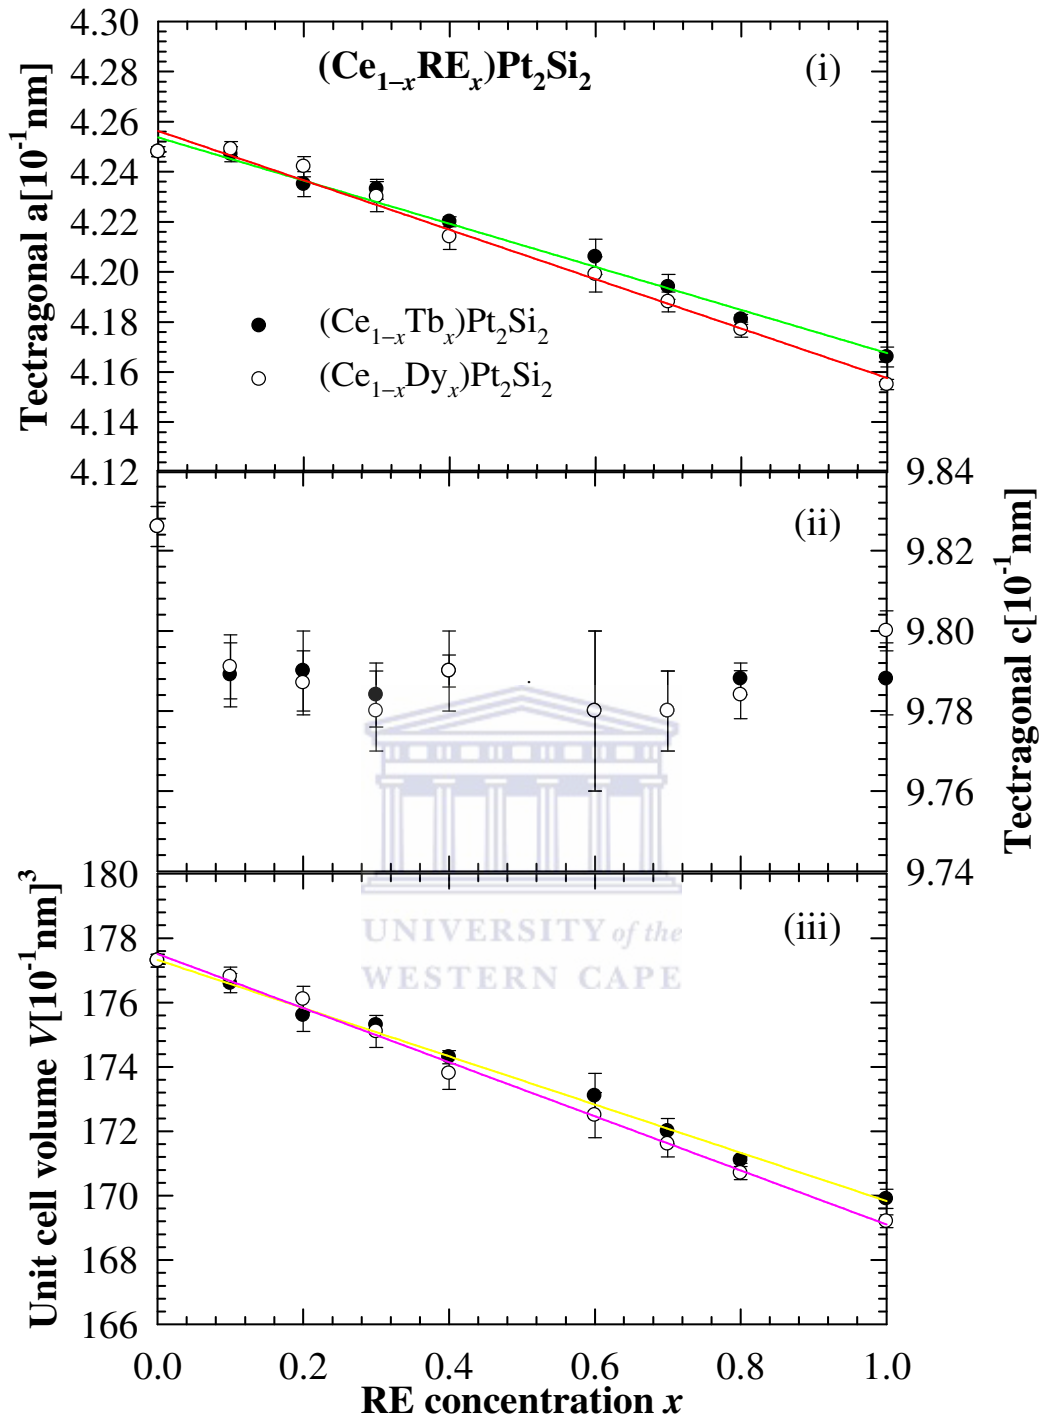 4.30
4.28
4.26
4.24
4.22
4.20
4.18
4.16
4.14
4.12
Tectragonal a[10⁻¹nm]
(Ce₁₋ₓREₓ)Pt₂Si₂
(i)
(Ce₁₋ₓTbₓ)Pt₂Si₂
(Ce₁₋ₓDyₓ)Pt₂Si₂
9.84
9.82
9.80
9.78
9.76
9.74
Tectragonal c[10⁻¹nm]
(ii)
180
178
176
174
172
170
168
166
Unit cell volume V[10⁻¹nm]³
(iii)
UNIVERSITY of the
WESTERN CAPE
0.0 0.2 0.4 0.6 0.8 1.0
RE concentration x